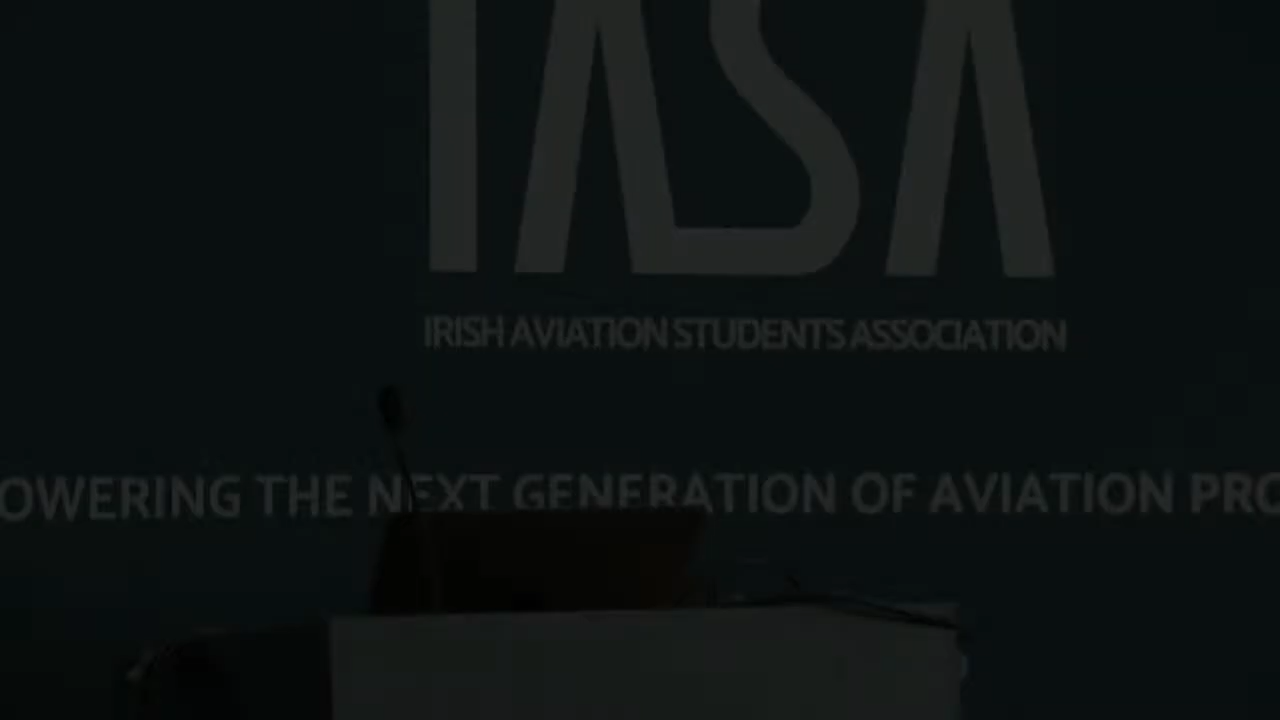 IASA
IRISH AVIATION STUDENTS ASSOCIATION
OWERING THE NEXT GENERATION OF AVIATION PRO